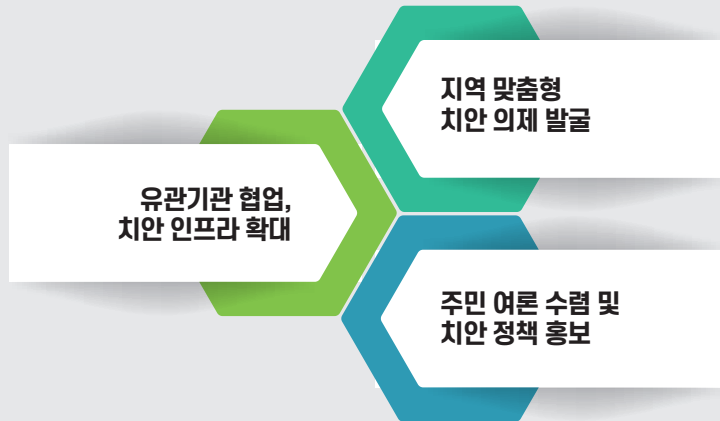 지역 맞춤형
치안 의제 발굴
유관기관 협업,
치안 인프라 확대
주민 여론 수렴 및
치안 정책 홍보